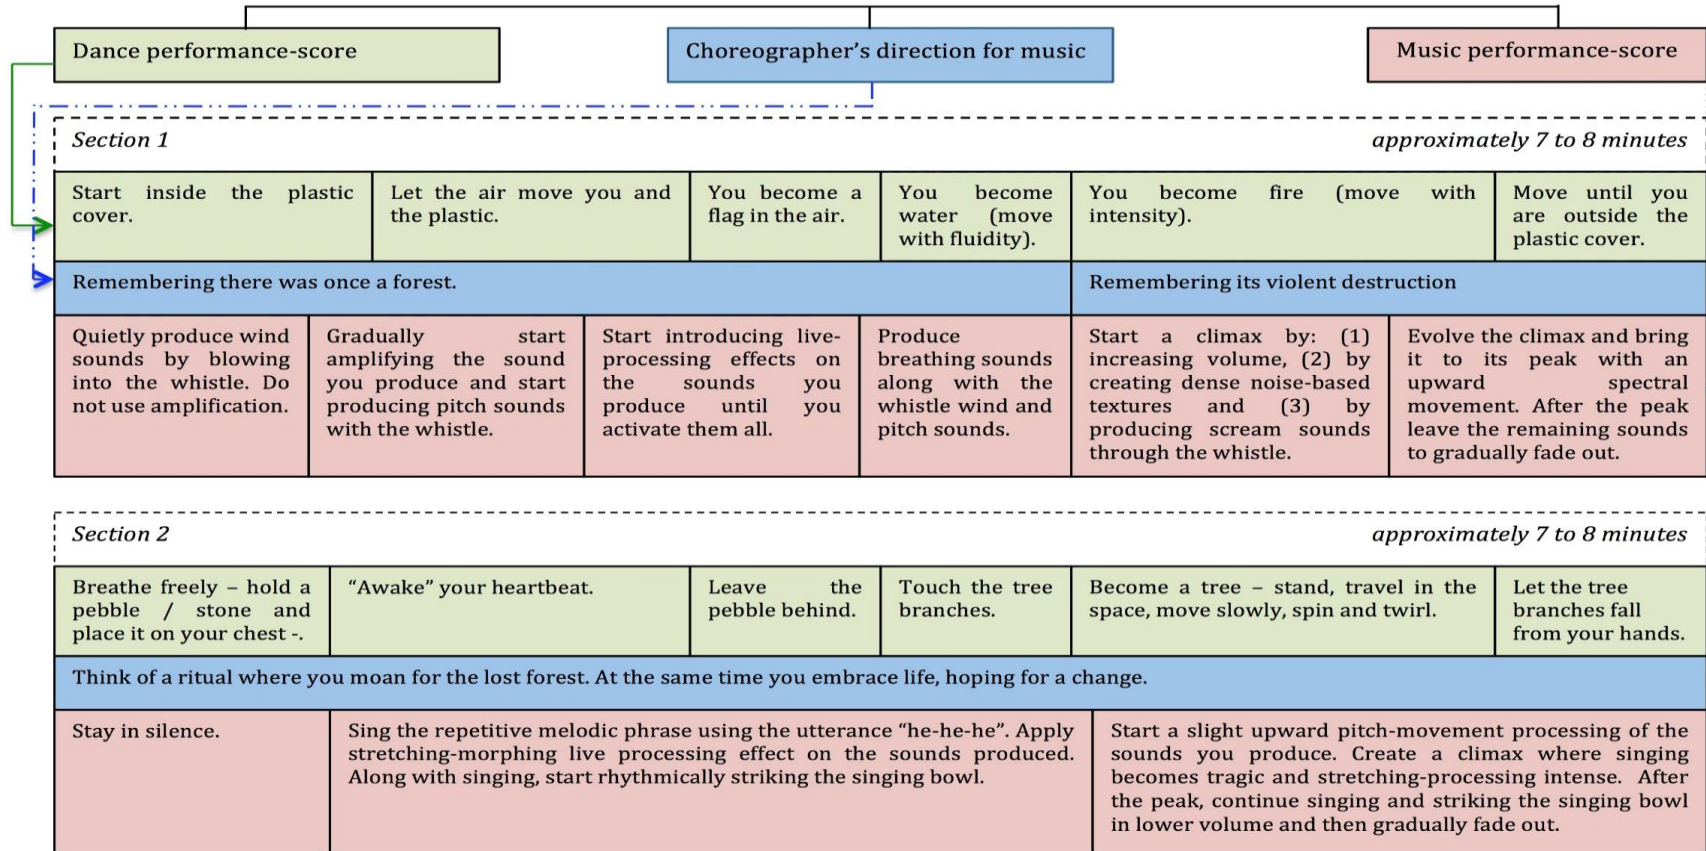 Dance performance-score
Choreographer’s direction for music
Music performance-score
Section 1
approximately 7 to 8 minutes
Start inside the plastic
cover.
Let the air move you and
the plastic.
You become a
flag in the air.
You become
water (move
with fluidity).
You become fire (move with
intensity).
Move until you
are outside the
plastic cover.
Remembering there was once a forest.
Remembering its violent destruction
Quietly produce wind
sounds by blowing
into the whistle. Do
not use amplification.
Gradually start
amplifying the sound
you produce and start
producing pitch sounds
with the whistle.
Start introducing live-
processing effects on
the sounds you
produce until you
activate them all.
Produce
breathing sounds
along with the
whistle wind and
pitch sounds.
Start a climax by: (1)
increasing volume, (2) by
creating dense noise-based
textures and (3) by
producing scream sounds
through the whistle.
Evolve the climax and bring
it to its peak with an
upward spectral
movement. After the peak
leave the remaining sounds
to gradually fade out.
Section 2
approximately 7 to 8 minutes
Breathe freely – hold a
pebble / stone and
place it on your chest -.
“Awake” your heartbeat.
Leave the
pebble behind.
Touch the tree
branches.
Become a tree – stand, travel in the
space, move slowly, spin and twirl.
Let the tree
branches fall
from your hands.
Think of a ritual where you moan for the lost forest. At the same time you embrace life, hoping for a change.
Stay in silence.
Sing the repetitive melodic phrase using the utterance “he-he-he”. Apply
stretching-morphing live processing effect on the sounds produced.
Along with singing, start rhythmically striking the singing bowl.
Start a slight upward pitch-movement processing of the
sounds you produce. Create a climax where singing
becomes tragic and stretching-processing intense. After
the peak, continue singing and striking the singing bowl
in lower volume and then gradually fade out.